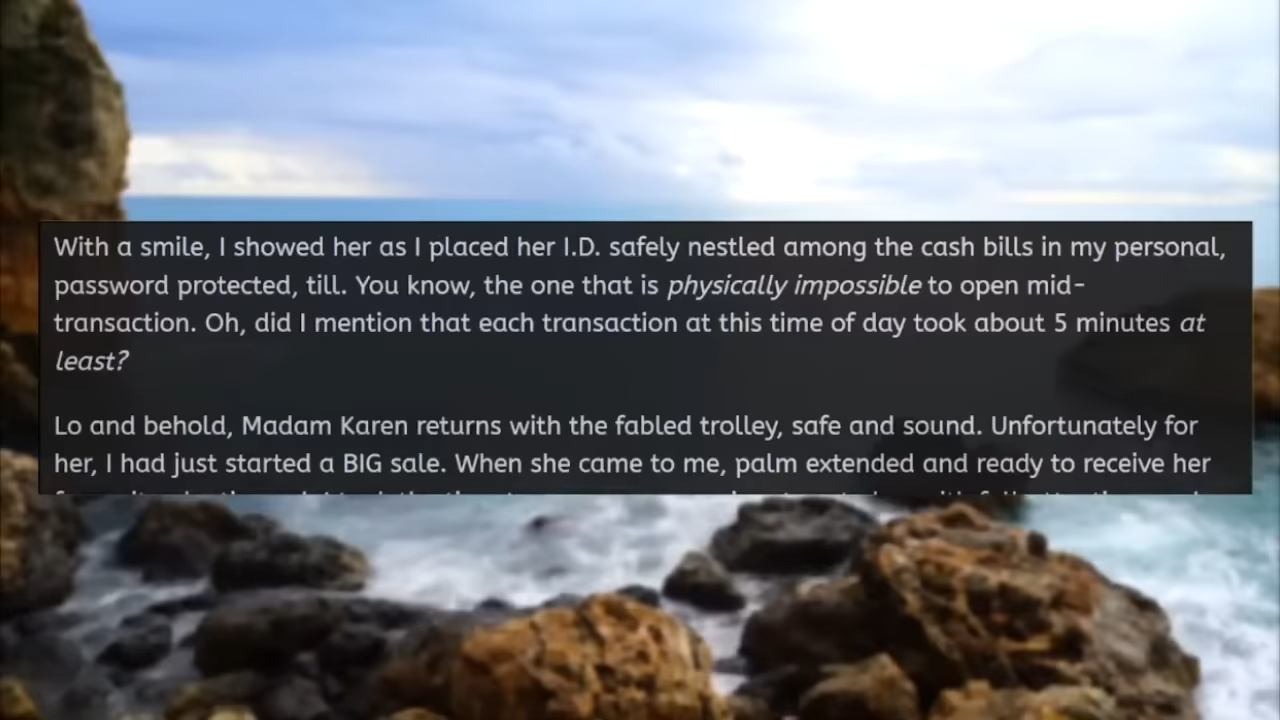 With a smile, I showed her as I placed her I.D. safely nestled among the cash bills in my personal,
password protected, till. You know, the one that is physically impossible to open mid-
transaction. Oh, did I mention that each transaction at this time of day took about 5 minutes at
least?
Lo and behold, Madam Karen returns with the fabled trolley, safe and sound. Unfortunately for
her, I had just started a BIG sale. When she came to me, palm extended and ready to receive her